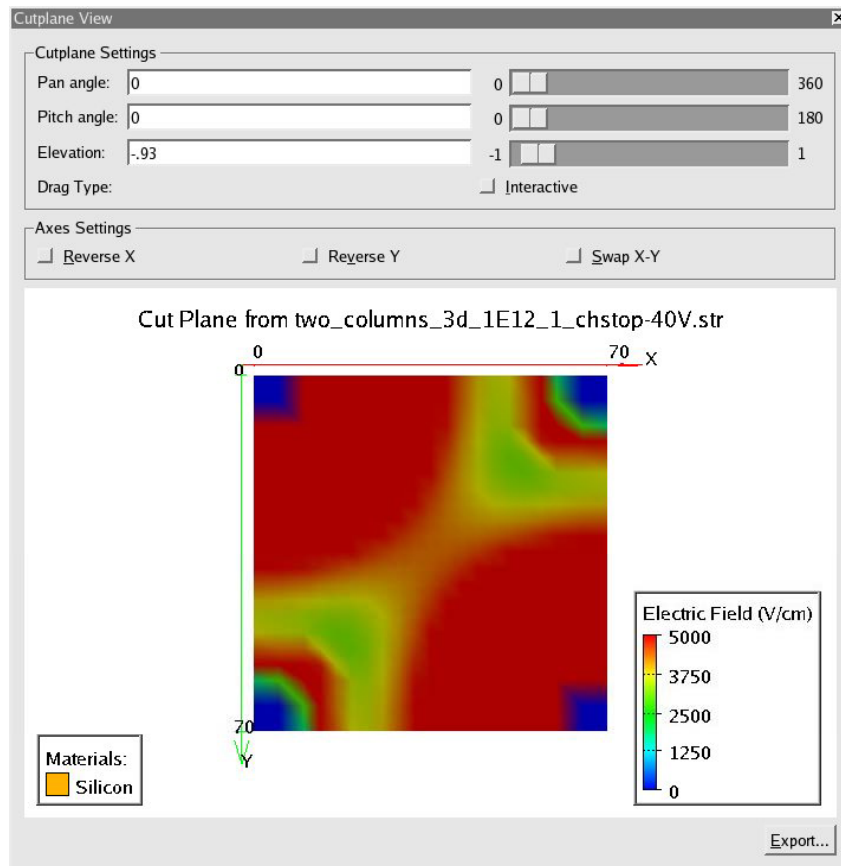 Cutplane View
Cutplane Settings
Pan angle: 0 0 360
Pitch angle: 0 0 180
Elevation: -.93 -1 1
Drag Type: Interactive
Axes Settings
Reverse X Reverse Y Swap X-Y
Cut Plane from two_columns_3d_1E12_1_chstop-40V.str
0 70 X
0
70
Y
Electric Field (V/cm)
5000
3750
2500
1250
0
Materials:
Silicon
Export...